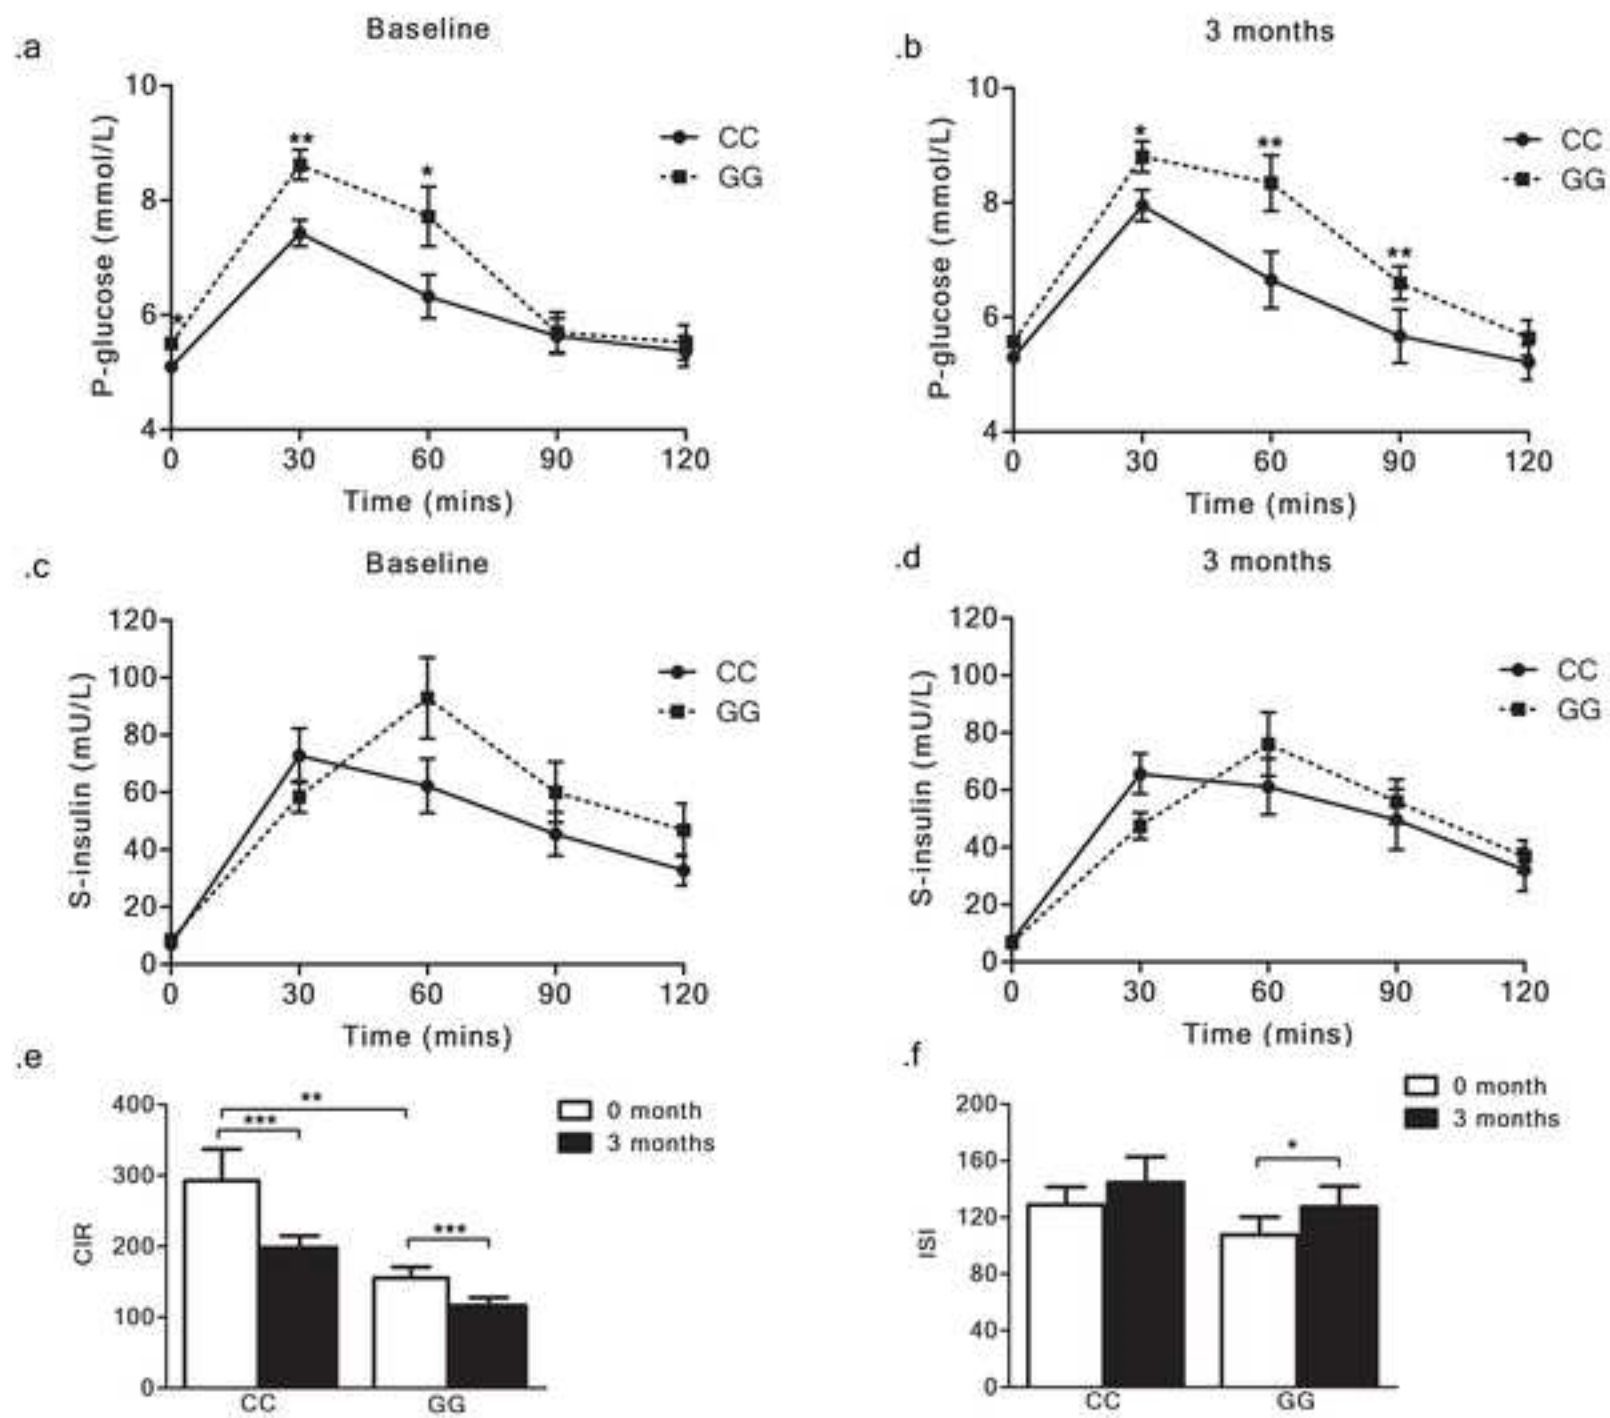 .a
Baseline
P-glucose (mmol/L)
10
8
6
4
*
**
*
CC
GG
0 30 60 90 120
Time (mins)
.b
3 months
P-glucose (mmol/L)
10
8
6
4
*
**
**
CC
GG
0 30 60 90 120
Time (mins)
.c
Baseline
S-insulin (mU/L)
120
100
80
60
40
20
0
CC
GG
0 30 60 90 120
Time (mins)
.d
3 months
S-insulin (mU/L)
120
100
80
60
40
20
0
CC
GG
0 30 60 90 120
Time (mins)
.e
CIR
400
300
200
100
0
**
***
***
0 month
3 months
CC GG
.f
ISI
200
160
120
80
40
0
*
0 month
3 months
CC GG